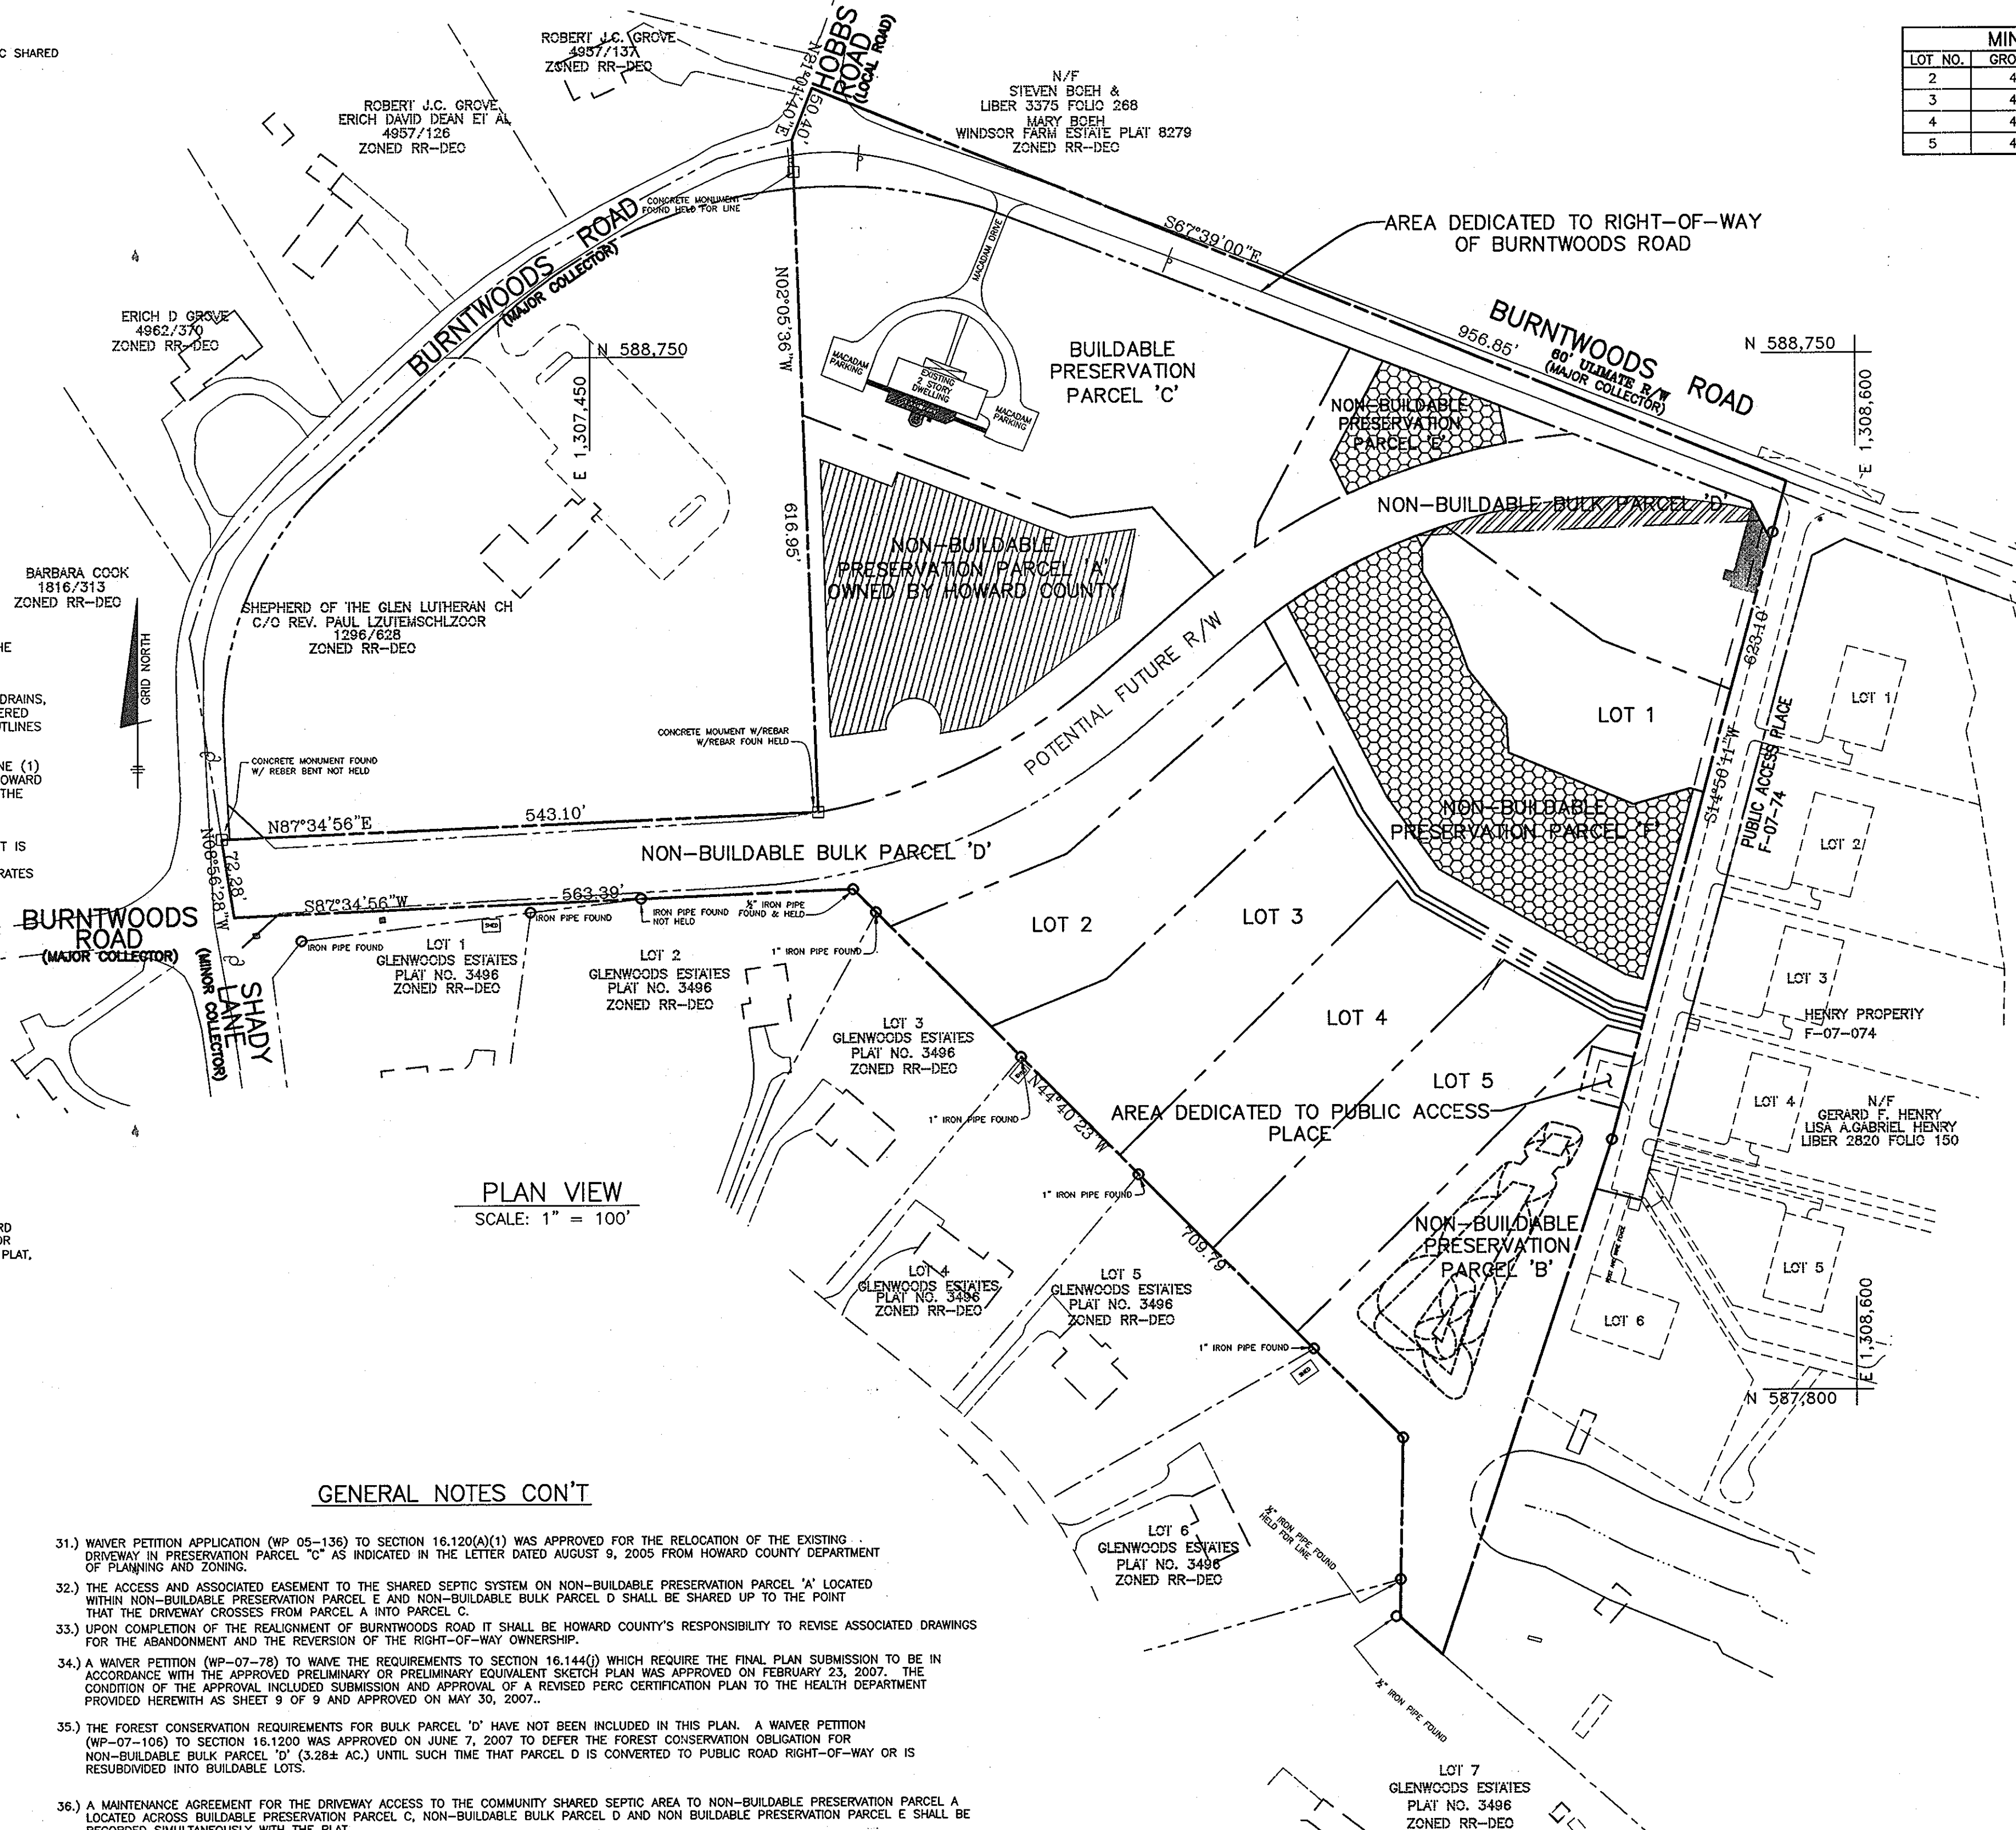 C SHARED
ROBERT J.C. GROVE
4957/137
ZONED RR-DEO
HOBBS
ROAD
(LOCAL ROAD)
N81°01'40"E
50.40'
N/F
STEVEN BOEH &
LIBER 3375 FOLIO 268
MARY BOEH
WINDSOR FARM ESTATE PLAT 8279
ZONED RR-DEO
MIN
LOT NO. GRO
2 4
3 4
4 4
5 4
ROBERT J.C. GROVE,
ERICH DAVID DEAN ET AL
4957/126
ZONED RR-DEO
CONCRETE MONUMENT
FOUND HELD FOR LINE
BURNTWOODS ROAD
(MAJOR COLLECTOR)
MACADAM DRIVE
S67°39'00"E
956.85'
AREA DEDICATED TO RIGHT-OF-WAY
OF BURNTWOODS ROAD
BURNTWOODS ROAD
60' ULIMATE R/W
(MAJOR COLLECTOR)
N 588,750
E 1,308,600
ERICH D GROVE
4962/370
ZONED RR-DEO
N 588,750
E 1,307,450
N02°05'36"W
616.95'
MACADAM
PARKING
EXISTING
2 STORY
DWELLING
MACADAM
PARKING
BUILDABLE
PRESERVATION
PARCEL 'C'
NON-BUILDABLE
PRESERVATION
PARCEL 'E'
NON-BUILDABLE BULK PARCEL 'D'
NON-BUILDABLE
PRESERVATION PARCEL 'A'
OWNED BY HOWARD COUNTY
BARBARA COOK
1816/313
ZONED RR-DEO
SHEPHERD OF THE GLEN LUTHERAN CH
C/O REV. PAUL LZUTEMSCHLZOOR
1296/628
ZONED RR-DEO
GRID NORTH
HE
DRAINS,
ERED
UTLINES
NE (1)
OWARD
THE
T IS
RATES
POTENTIAL FUTURE R/W
623.10'
S14°50'11"W
PUBLIC ACCESS PLACE
F-07-74
LOT 1
LOT 1
LOT 2
CONCRETE MOUMENT W/REBAR
W/REBAR FOUN HELD
CONCRETE MONUMENT FOUND
W/ REBER BENT NOT HELD
N87°34'56"E
543.10'
NON-BUILDABLE
PRESERVATION PARCEL 'F'
NON-BUILDABLE BULK PARCEL 'D'
N08°56'28"W
72.28'
S87°34'56"W
563.39'
IRON PIPE FOUND
IRON PIPE FOUND
IRON PIPE FOUND
NOT HELD
½" IRON PIPE
FOUND & HELD
1" IRON PIPE FOUND
SHED
BURNTWOODS
ROAD
(MAJOR COLLECTOR)
SHADY
LANE
(MINOR COLLECTOR)
LOT 1
GLENWOODS ESTATES
PLAT NO. 3496
ZONED RR-DEO
LOT 2
GLENWOODS ESTATES
PLAT NO. 3496
ZONED RR-DEO
LOT 3
GLENWOODS ESTATES
PLAT NO. 3496
ZONED RR-DEO
LOT 2
LOT 3
LOT 4
LOT 5
LOT 3
HENRY PROPERTY
F-07-074
LOT 4
N/F
GERARD F. HENRY
LISA A.GABRIEL HENRY
LIBER 2820 FOLIO 150
AREA DEDICATED TO PUBLIC ACCESS
PLACE
1" IRON PIPE FOUND
N44°40'23"W
709.79'
1" IRON PIPE FOUND
PLAN VIEW
SCALE: 1" = 100'
RD
OR
PLAT,
NON-BUILDABLE
PRESERVATION
PARCEL 'B'
LOT 5
LOT 6
E 1,308,600
N 587,800
LOT 4
GLENWOODS ESTATES
PLAT NO. 3496
ZONED RR-DEO
LOT 5
GLENWOODS ESTATES
PLAT NO. 3496
ZONED RR-DEO
1" IRON PIPE FOUND
SHED
½" IRON PIPE FOUND
HELD FOR LINE
LOT 6
GLENWOODS ESTATES
PLAT NO. 3496
ZONED RR-DEO
½" IRON PIPE FOUND
LOT 7
GLENWOODS ESTATES
PLAT NO. 3496
ZONED RR-DEO
GENERAL NOTES CON'T
31.) WAIVER PETITION APPLICATION (WP 05-136) TO SECTION 16.120(A)(1) WAS APPROVED FOR THE RELOCATION OF THE EXISTING
DRIVEWAY IN PRESERVATION PARCEL "C" AS INDICATED IN THE LETTER DATED AUGUST 9, 2005 FROM HOWARD COUNTY DEPARTMENT
OF PLANNING AND ZONING.
32.) THE ACCESS AND ASSOCIATED EASEMENT TO THE SHARED SEPTIC SYSTEM ON NON-BUILDABLE PRESERVATION PARCEL 'A' LOCATED
WITHIN NON-BUILDABLE PRESERVATION PARCEL E AND NON-BUILDABLE BULK PARCEL D SHALL BE SHARED UP TO THE POINT
THAT THE DRIVEWAY CROSSES FROM PARCEL A INTO PARCEL C.
33.) UPON COMPLETION OF THE REALIGNMENT OF BURNTWOODS ROAD IT SHALL BE HOWARD COUNTY'S RESPONSIBILITY TO REVISE ASSOCIATED DRAWINGS
FOR THE ABANDONMENT AND THE REVERSION OF THE RIGHT-OF-WAY OWNERSHIP.
34.) A WAIVER PETITION (WP-07-78) TO WAIVE THE REQUIREMENTS TO SECTION 16.144(j) WHICH REQUIRE THE FINAL PLAN SUBMISSION TO BE IN
ACCORDANCE WITH THE APPROVED PRELIMINARY OR PRELIMINARY EQUIVALENT SKETCH PLAN WAS APPROVED ON FEBRUARY 23, 2007. THE
CONDITION OF THE APPROVAL INCLUDED SUBMISSION AND APPROVAL OF A REVISED PERC CERTIFICATION PLAN TO THE HEALTH DEPARTMENT
PROVIDED HEREWITH AS SHEET 9 OF 9 AND APPROVED ON MAY 30, 2007..
35.) THE FOREST CONSERVATION REQUIREMENTS FOR BULK PARCEL 'D' HAVE NOT BEEN INCLUDED IN THIS PLAN. A WAIVER PETITION
(WP-07-106) TO SECTION 16.1200 WAS APPROVED ON JUNE 7, 2007 TO DEFER THE FOREST CONSERVATION OBLIGATION FOR
NON-BUILDABLE BULK PARCEL 'D' (3.28± AC.) UNTIL SUCH TIME THAT PARCEL D IS CONVERTED TO PUBLIC ROAD RIGHT-OF-WAY OR IS
RESUBDIVIDED INTO BUILDABLE LOTS.
36.) A MAINTENANCE AGREEMENT FOR THE DRIVEWAY ACCESS TO THE COMMUNITY SHARED SEPTIC AREA TO NON-BUILDABLE PRESERVATION PARCEL A
LOCATED ACROSS BUILDABLE PRESERVATION PARCEL C, NON-BUILDABLE BULK PARCEL D AND NON BUILDABLE PRESERVATION PARCEL E SHALL BE
RECORDED SIMULTANEOUSLY WITH THE PLAT.